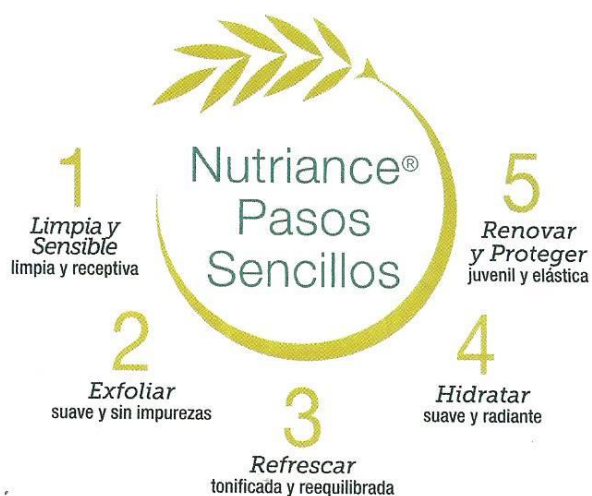 Nutriance®
Pasos
Sencillos
1
Limpia y
Sensible
limpia y receptiva
2
Exfoliar
suave y sin impurezas
3
Refrescar
tonificada y reequilibrada
4
Hidratar
suave y radiante
5
Renovar
y Proteger
juvenil y elástica